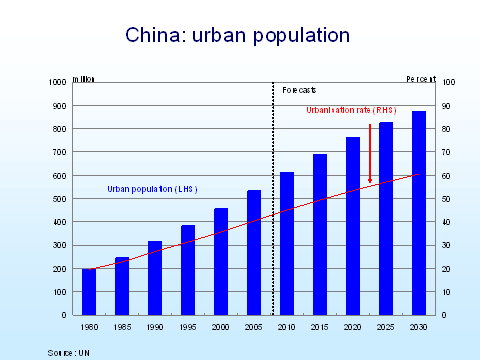 China: urban population
million
Per cent
Forecasts
Urbanisation rate (RHS)
Urban population (LHS)
1000
900
800
700
600
500
400
300
200
100
0
100
90
80
70
60
50
40
30
20
10
0
1980 1985 1990 1995 2000 2005 2010 2015 2020 2025 2030
Source: UN